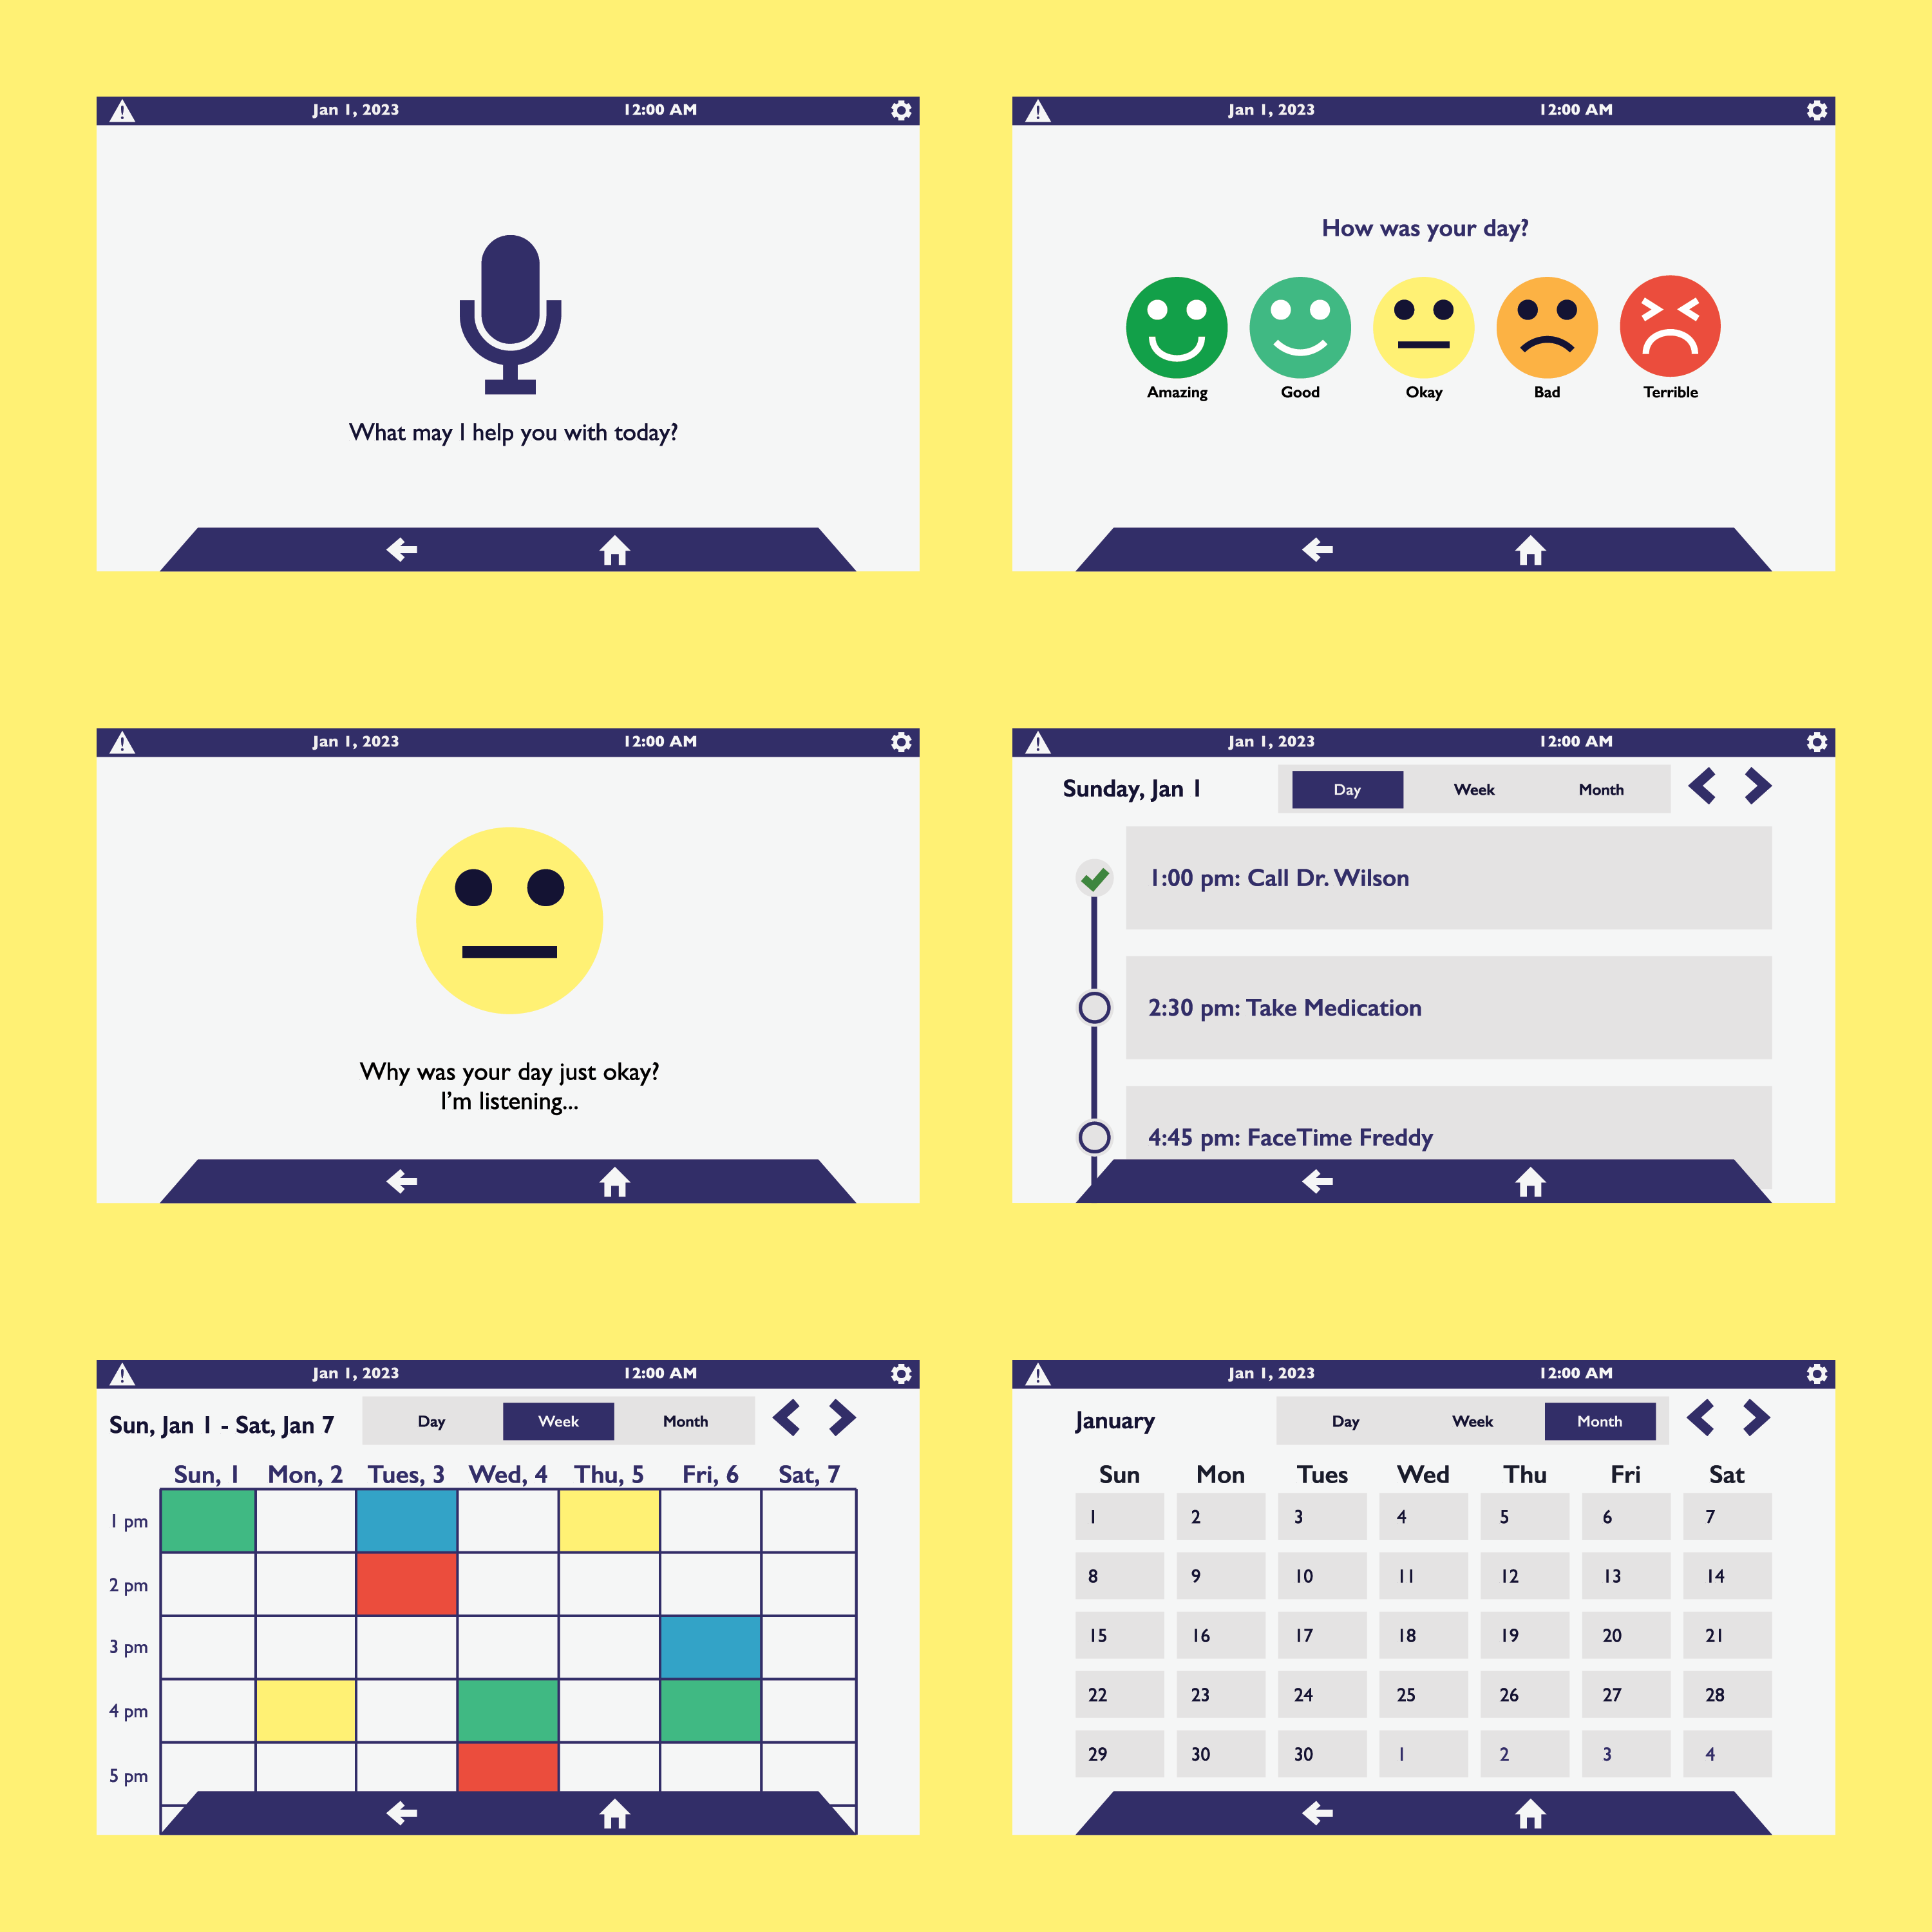 Jan 1, 2023 12:00 AM
What may I help you with today?
Jan 1, 2023 12:00 AM
How was your day?
Amazing Good Okay Bad Terrible
Jan 1, 2023 12:00 AM
Why was your day just okay?
I'm listening...
Jan 1, 2023 12:00 AM
Sunday, Jan 1 Day Week Month
1:00 pm: Call Dr. Wilson
2:30 pm: Take Medication
4:45 pm: FaceTime Freddy
Jan 1, 2023 12:00 AM
Sun, Jan 1 - Sat, Jan 7 Day Week Month
Sun, 1 Mon, 2 Tues, 3 Wed, 4 Thu, 5 Fri, 6 Sat, 7
1 pm
2 pm
3 pm
4 pm
5 pm
Jan 1, 2023 12:00 AM
January Day Week Month
Sun Mon Tues Wed Thu Fri Sat
1 2 3 4 5 6 7
8 9 10 11 12 13 14
15 16 17 18 19 20 21
22 23 24 25 26 27 28
29 30 30 1 2 3 4